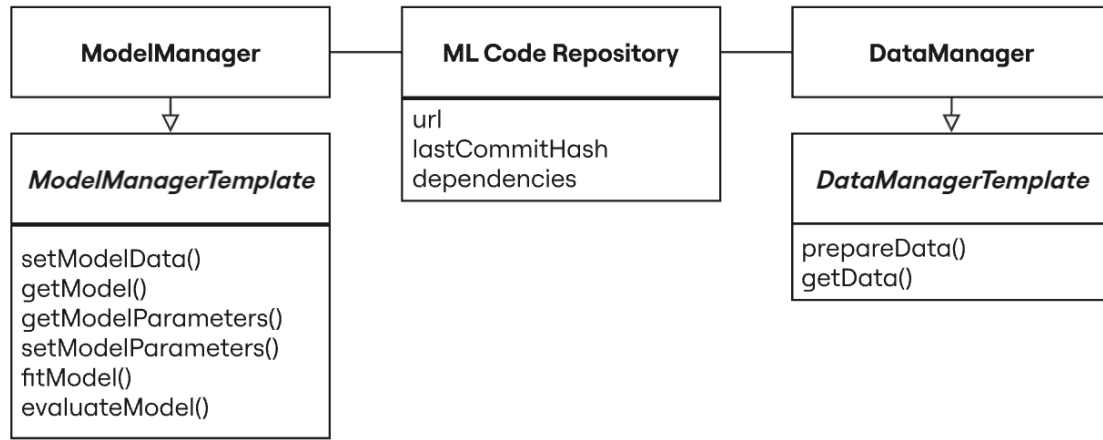 ModelManager
ModelManagerTemplate
setModelData()
getModel()
getModelParameters()
setModelParameters()
fitModel()
evaluateModel()
ML Code Repository
url
lastCommitHash
dependencies
DataManager
DataManagerTemplate
prepareData()
getData()